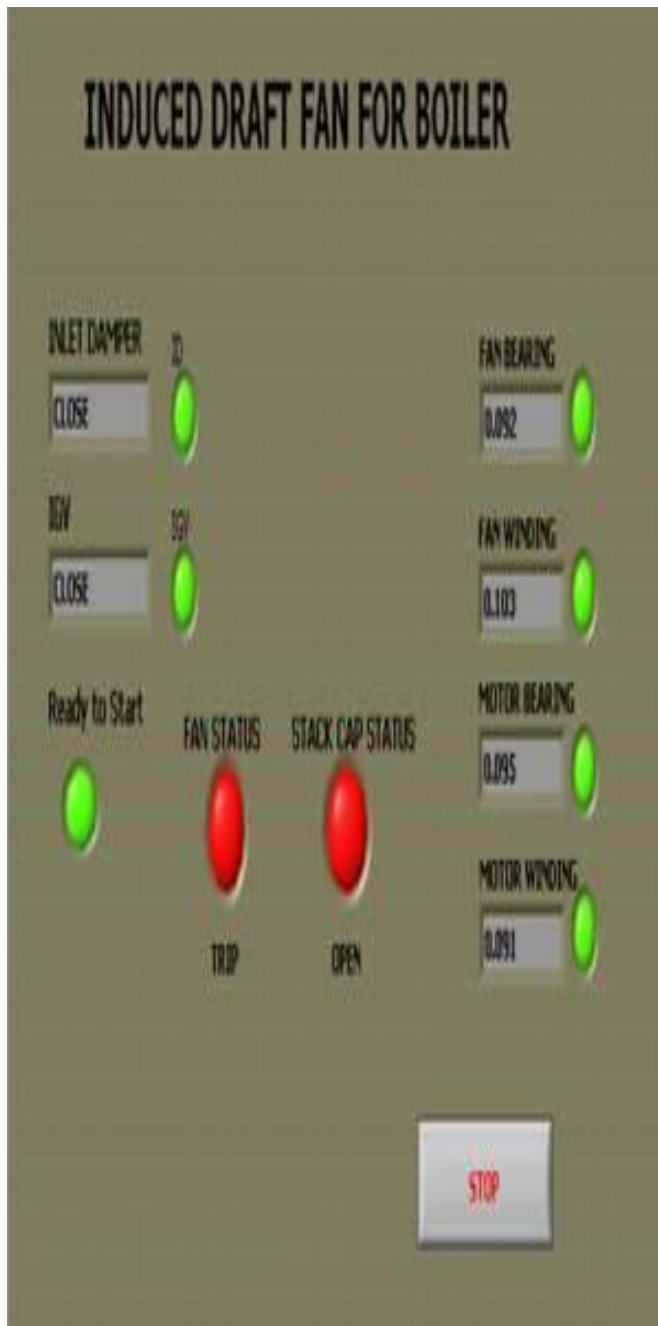 INDUCED DRAFT FAN FOR BOILER
INLET DAMPER
ID
CLOSE
IGV
IGV
CLOSE
Ready to Start
FAN STATUS
STACK CAP STATUS
TRIP
OPEN
FAN BEARING
0.092
FAN WINDING
0.103
MOTOR BEARING
0.095
MOTOR WINDING
0.091
STOP